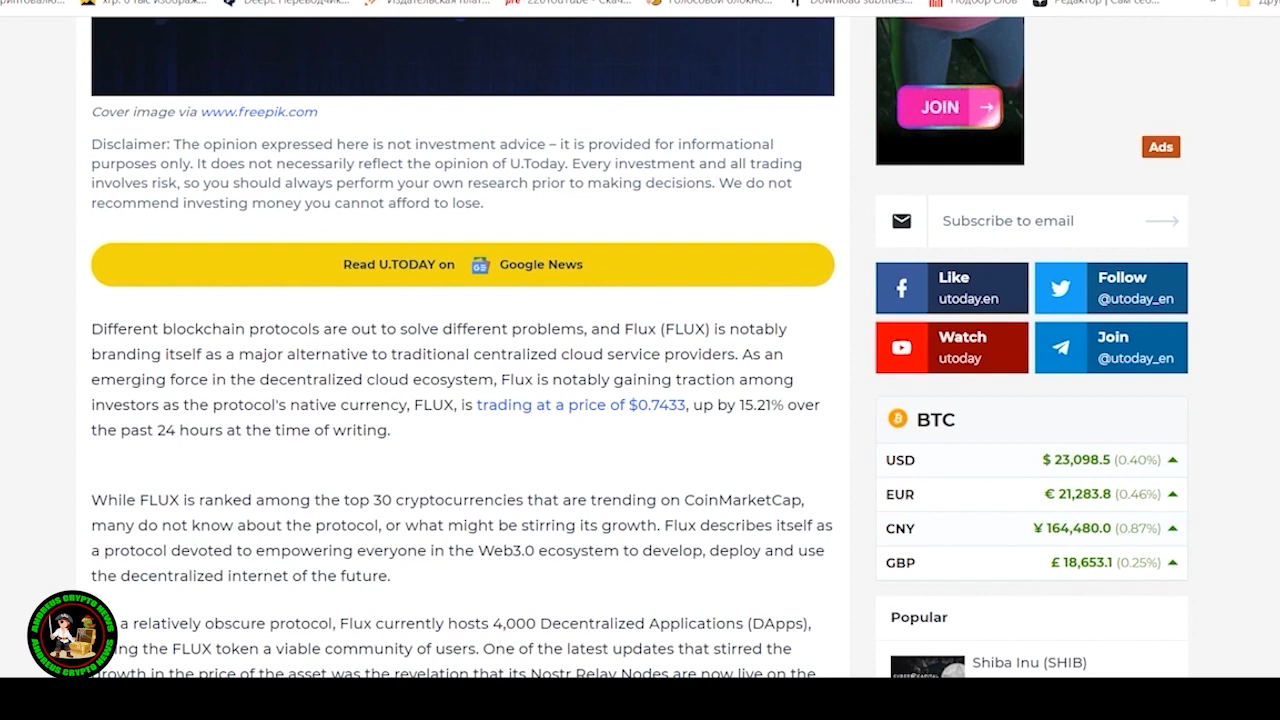 Cover image via www.freepik.com
Disclaimer: The opinion expressed here is not investment advice – it is provided for informational
purposes only. It does not necessarily reflect the opinion of U.Today. Every investment and all trading
involves risk, so you should always perform your own research prior to making decisions. We do not
recommend investing money you cannot afford to lose.
Read U.TODAY on Google News
Different blockchain protocols are out to solve different problems, and Flux (FLUX) is notably
branding itself as a major alternative to traditional centralized cloud service providers. As an
emerging force in the decentralized cloud ecosystem, Flux is notably gaining traction among
investors as the protocol's native currency, FLUX, is trading at a price of $0.7433, up by 15.21% over
the past 24 hours at the time of writing.
While FLUX is ranked among the top 30 cryptocurrencies that are trending on CoinMarketCap,
many do not know about the protocol, or what might be stirring its growth. Flux describes itself as
a protocol devoted to empowering everyone in the Web3.0 ecosystem to develop, deploy and use
the decentralized internet of the future.
a relatively obscure protocol, Flux currently hosts 4,000 Decentralized Applications (DApps),
the FLUX token a viable community of users. One of the latest updates that stirred the
growth in the price of the asset was the revelation that its Nostr Relay Nodes are now live on the
JOIN
Ads
Subscribe to email
Like
utoday.en
Follow
@utoday_en
Watch
utoday
Join
@utoday_en
BTC
USD $ 23,098.5 (0.40%)
EUR € 21,283.8 (0.46%)
CNY ¥ 164,480.0 (0.87%)
GBP £ 18,653.1 (0.25%)
Popular
Shiba Inu (SHIB)
ANDREUS CRYPTO NEWS
ANDREUS CRYPTO NEWS